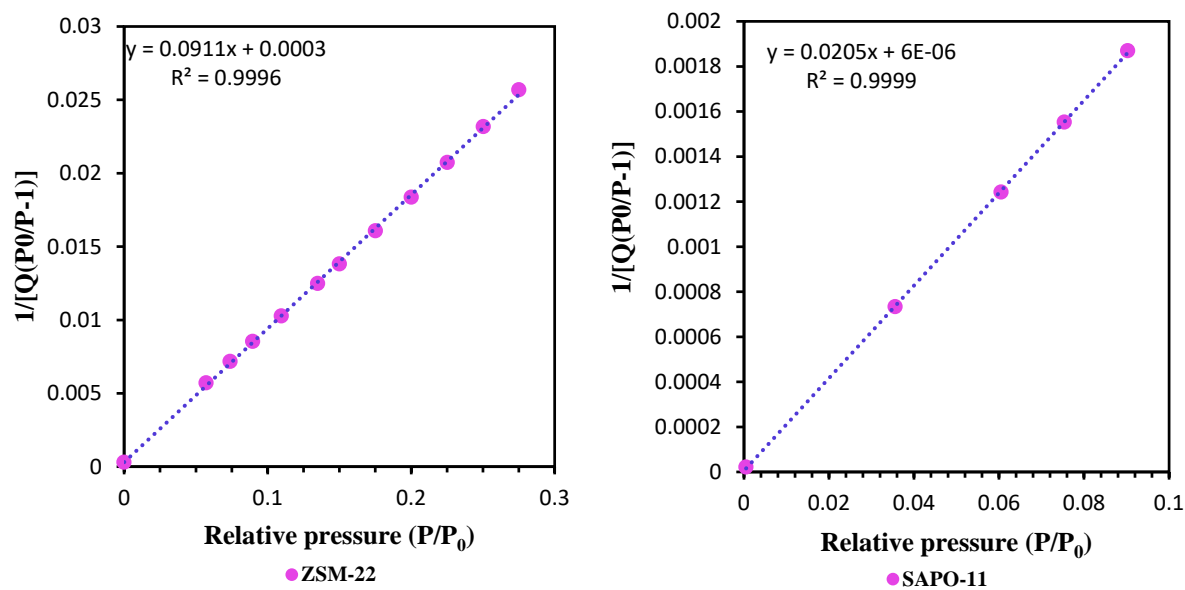 y = 0.0911x + 0.0003
R² = 0.9996
0.03
0.025
0.02
0.015
0.01
0.005
0
1/[Q(P0/P-1)]
0
0.1
0.2
0.3
Relative pressure (P/P₀)
ZSM-22
y = 0.0205x + 6E-06
R² = 0.9999
0.002
0.0018
0.0016
0.0014
0.0012
0.001
0.0008
0.0006
0.0004
0.0002
0
1/[Q(P0/P-1)]
0
0.02
0.04
0.06
0.08
0.1
Relative pressure (P/P₀)
SAPO-11